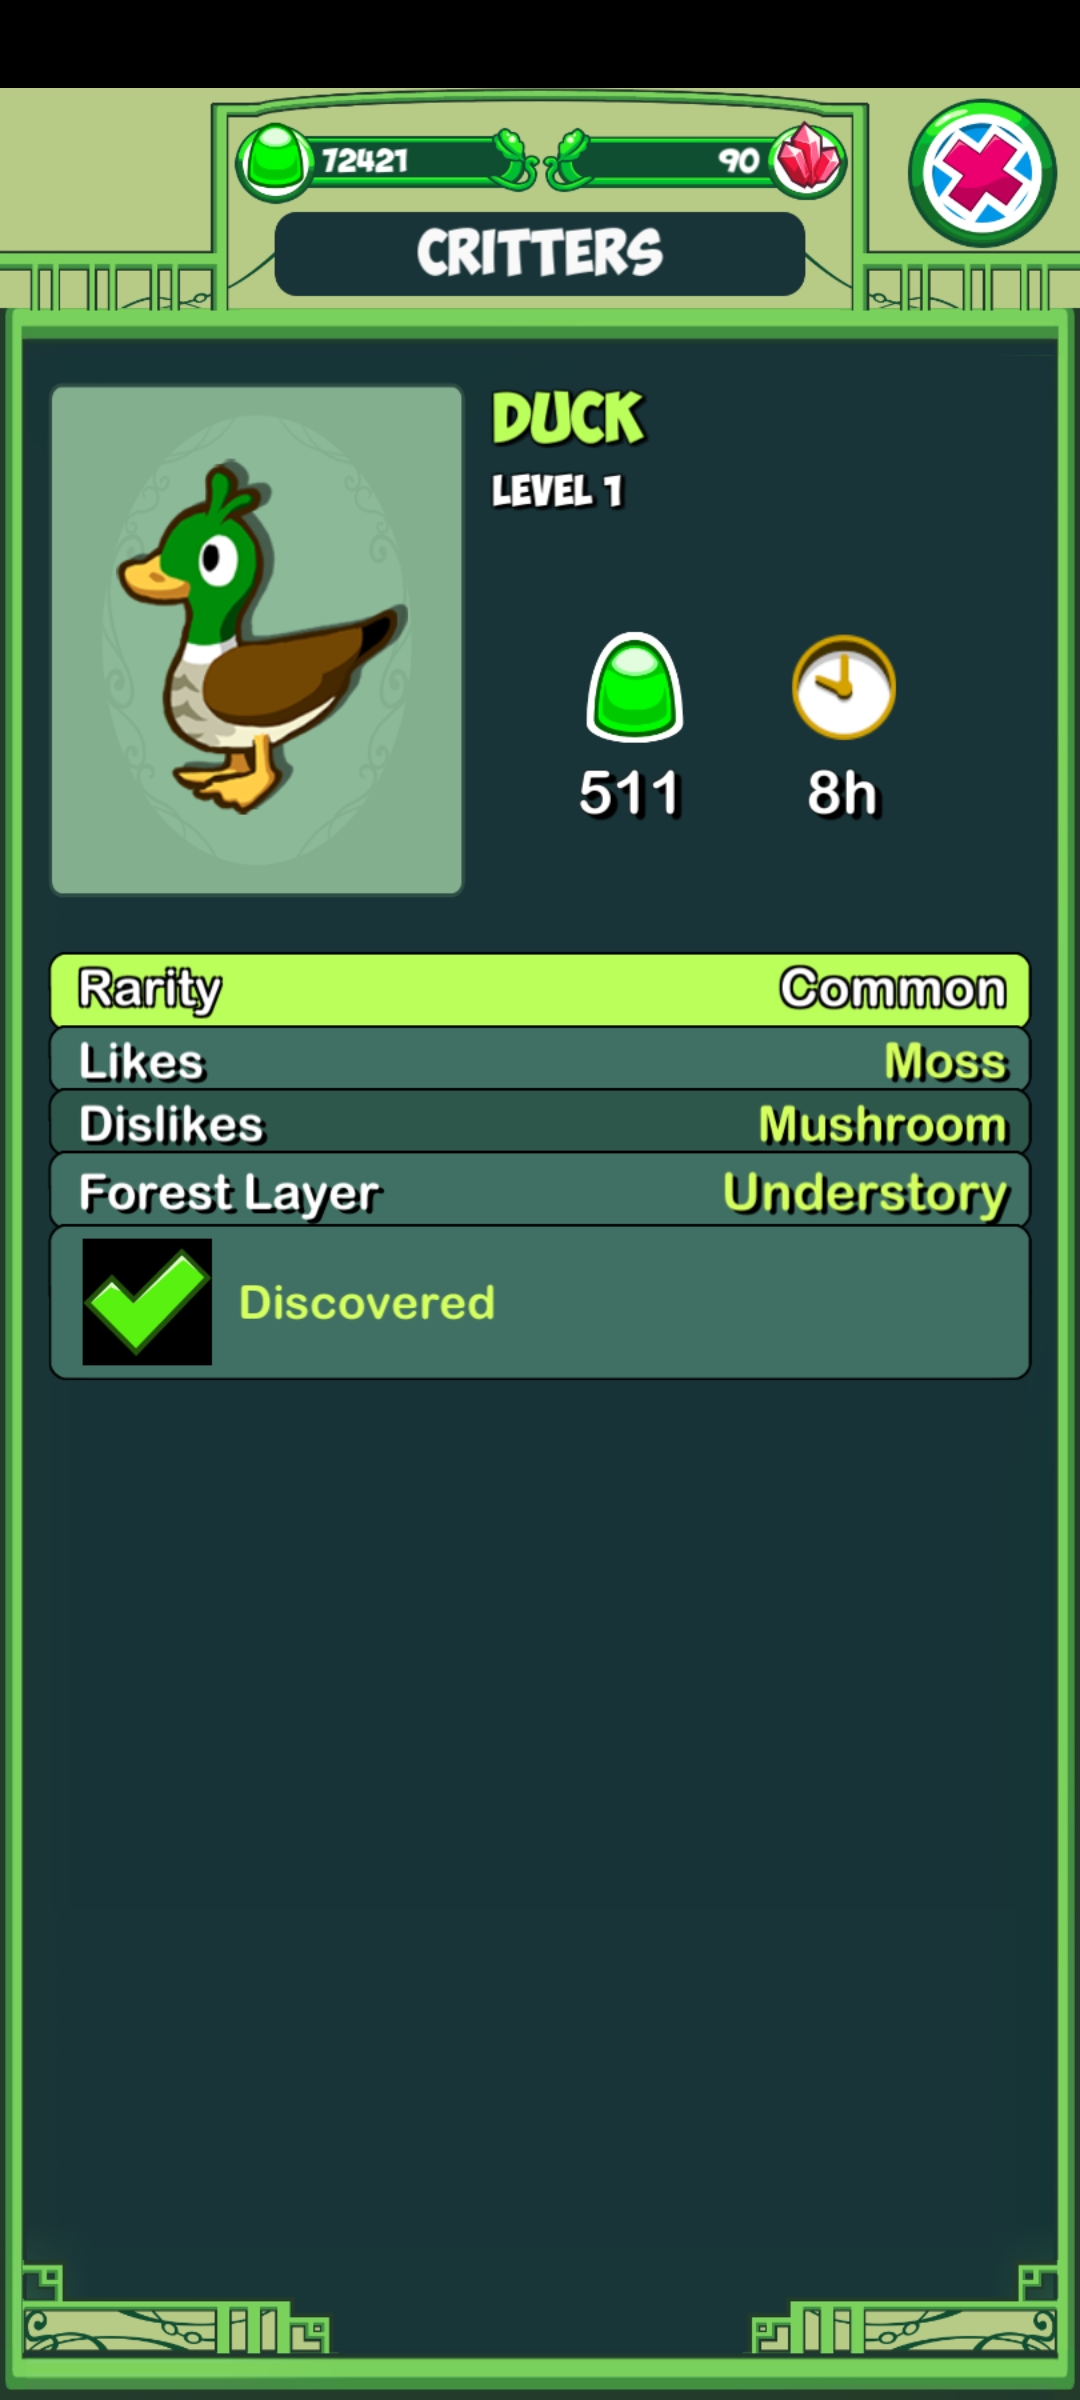 72421 90
CRITTERS
DUCK
LEVEL 1
511 8h
Rarity Common
Likes Moss
Dislikes Mushroom
Forest Layer Understory
Discovered